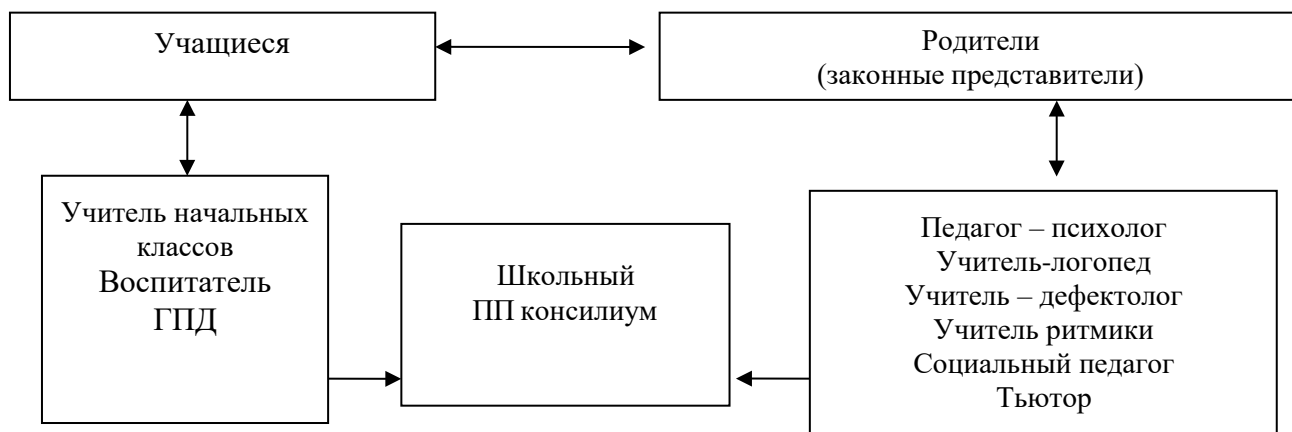 Учащиеся
Родители
(законные представители)
Учитель начальных
классов
Воспитатель
ГПД
Школьный
ПП консилиум
Педагог – психолог
Учитель-логопед
Учитель – дефектолог
Учитель ритмики
Социальный педагог
Тьютор